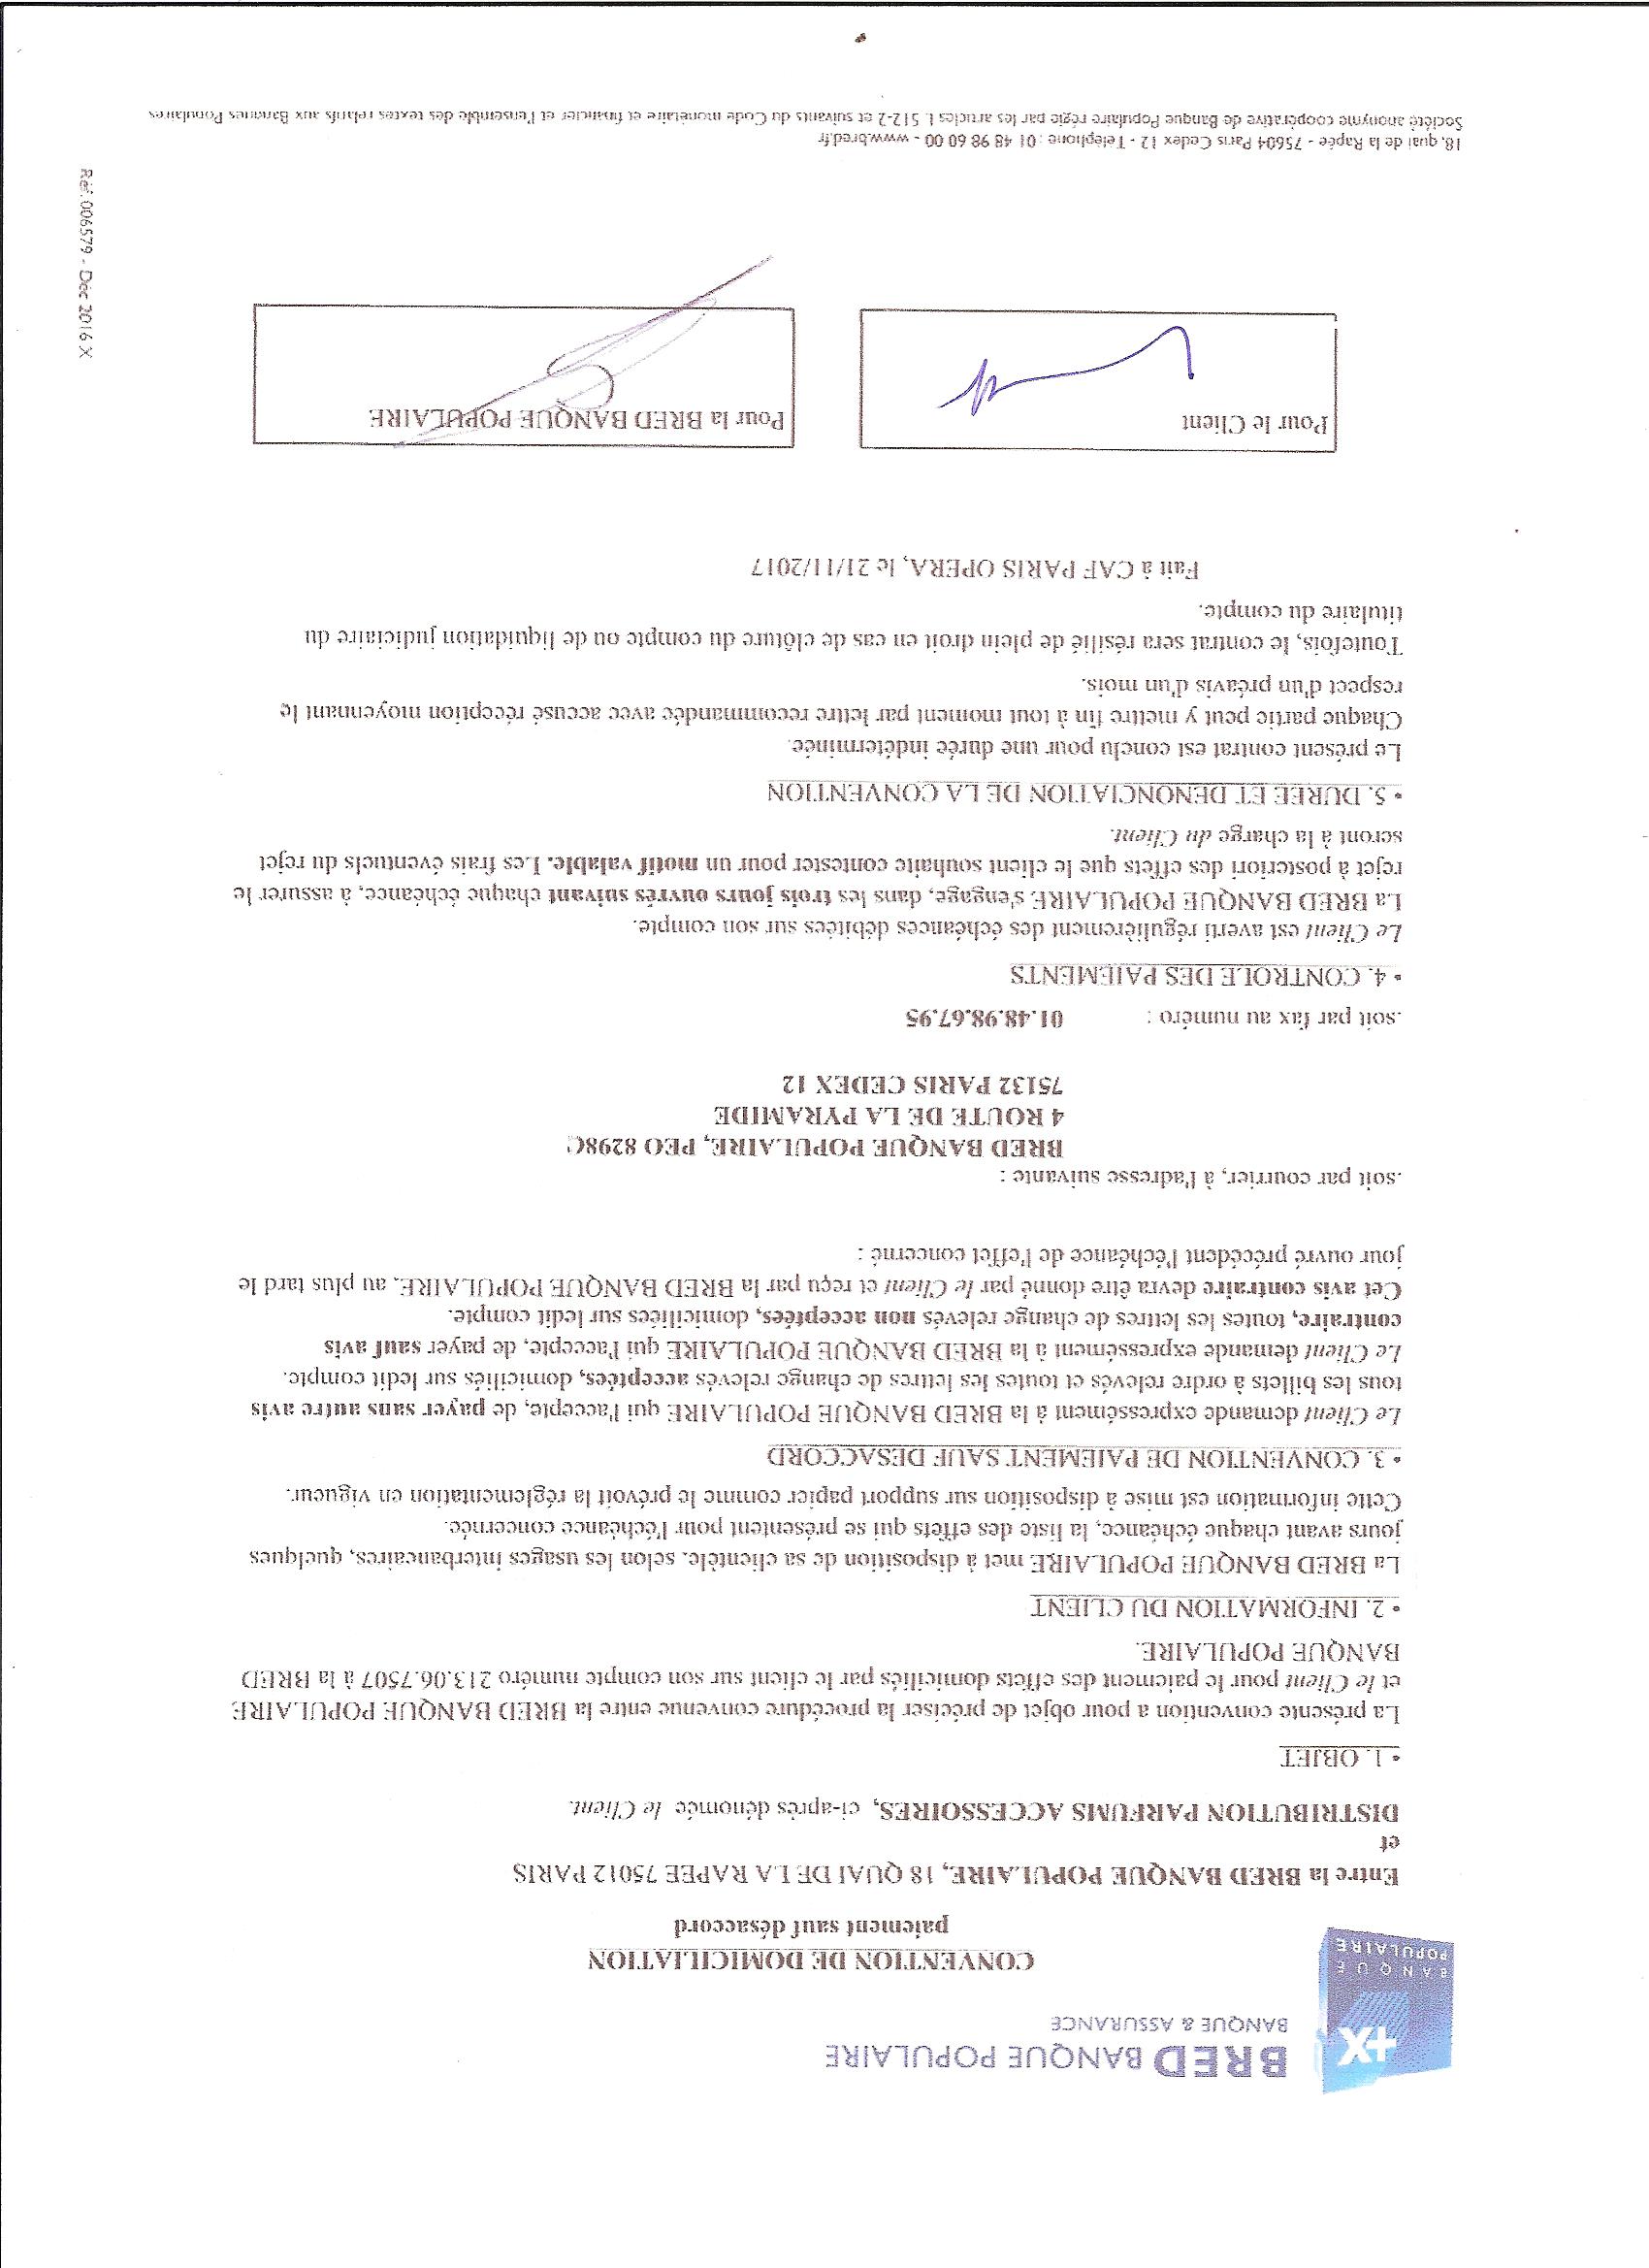 BRED BANQUE POPULAIRE
BANQUE & ASSURANCE
+X
BANQUE
POPULAIRE
CONVENTION DE DOMICILIATION
paiement sauf désaccord
Entre la BRED BANQUE POPULAIRE, 18 QUAI DE LA RAPEE 75012 PARIS
et
DISTRIBUTION PARFUMS ACCESSOIRES, ci-après dénomée le Client.
• 1. OBJET
La présente convention a pour objet de préciser la procédure convenue entre la BRED BANQUE POPULAIRE
et le Client pour le paiement des effets domiciliés par le client sur son compte numéro 213.06.7507 à la BRED
BANQUE POPULAIRE.
• 2. INFORMATION DU CLIENT
La BRED BANQUE POPULAIRE met à disposition de sa clientèle, selon les usages interbancaires, quelques
jours avant chaque échéance, la liste des effets qui se présentent pour l'échéance concernée.
Cette information est mise à disposition sur support papier comme le prévoit la réglementation en vigueur.
• 3. CONVENTION DE PAIEMENT SAUF DESACCORD
Le Client demande expressément à la BRED BANQUE POPULAIRE qui l'accepte, de payer sans autre avis
tous les billets à ordre relevés et toutes les lettres de change relevés acceptées, domiciliés sur ledit compte.
Le Client demande expressément à la BRED BANQUE POPULAIRE qui l'accepte, de payer sauf avis
contraire, toutes les lettres de change relevés non acceptées, domiciliées sur ledit compte.
Cet avis contraire devra être donné par le Client et reçu par la BRED BANQUE POPULAIRE, au plus tard le
jour ouvré précédent l'échéance de l'effet concerné :
.soit par courrier, à l'adresse suivante :
BRED BANQUE POPULAIRE, PEO 8298C
4 ROUTE DE LA PYRAMIDE
75132 PARIS CEDEX 12
.soit par fax au numéro : 01.48.98.67.95
• 4. CONTROLE DES PAIEMENTS
Le Client est averti régulièrement des échéances débitées sur son compte.
La BRED BANQUE POPULAIRE s'engage, dans les trois jours ouvrés suivant chaque échéance, à assurer le
rejet à posteriori des effets que le client souhaite contester pour un motif valable. Les frais éventuels du rejet
seront à la charge du Client.
• 5. DUREE ET DENONCIATION DE LA CONVENTION
Le présent contrat est conclu pour une durée indéterminée.
Chaque partie peut y mettre fin à tout moment par lettre recommandée avec accusé réception moyennant le
respect d'un préavis d'un mois.
Toutefois, le contrat sera résilié de plein droit en cas de clôture du compte ou de liquidation judiciaire du
titulaire du compte.
Fait à CAF PARIS OPERA, le 21/11/2017
Pour le Client
Pour la BRED BANQUE POPULAIRE
18, quai de la Rapée - 75604 Paris Cedex 12 - Téléphone : 01 48 98 60 00 - www.bred.fr
Société anonyme coopérative de Banque Populaire régie par les articles L 512-2 et suivants du Code monétaire et financier et l'ensemble des textes relatifs aux Banques Populaires
Réf. 006579 - Déc 2016 X